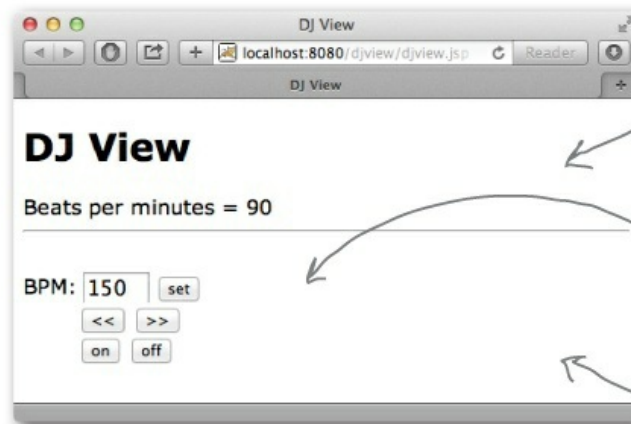 DJ View
localhost:8080/djview/djview.jsp Reader
DJ View
DJ View
Beats per minutes = 90
BPM: 150 set
<< >>
on off